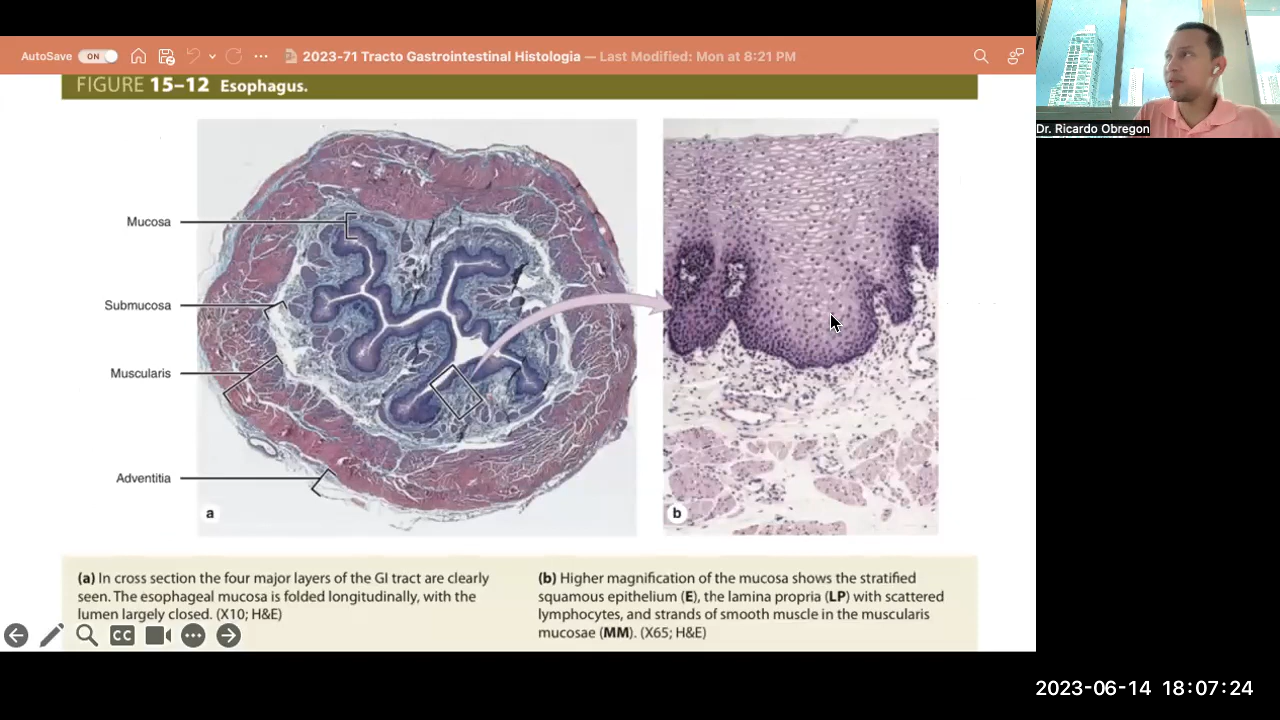 AutoSave ON ... 2023-71 Tracto Gastrointestinal Histologia — Last Modified: Mon at 8:21 PM
FIGURE 15–12 Esophagus.
Mucosa
Submucosa
Muscularis
Adventitia
a
b
(a) In cross section the four major layers of the GI tract are clearly
seen. The esophageal mucosa is folded longitudinally, with the
lumen largely closed. (X10; H&E)
(b) Higher magnification of the mucosa shows the stratified
squamous epithelium (E), the lamina propria (LP) with scattered
lymphocytes, and strands of smooth muscle in the muscularis
mucosae (MM). (X65; H&E)
CC
Dr. Ricardo Obregon
2023-06-14 18:07:24